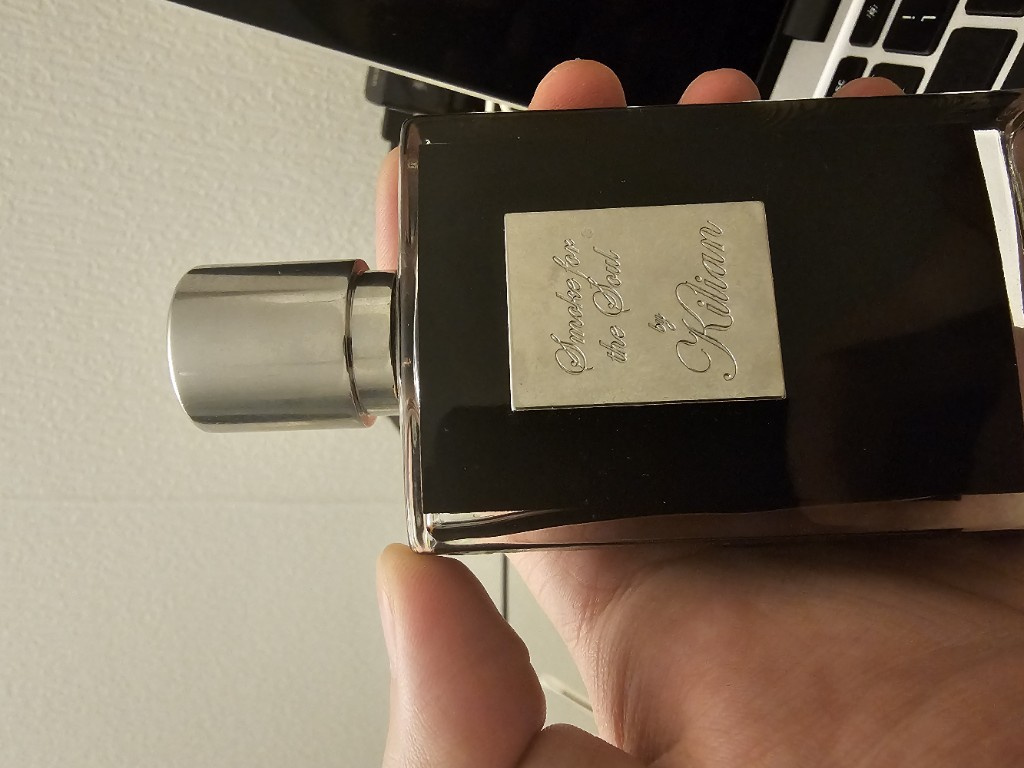 Smoke for
the Soul
by
Kilian